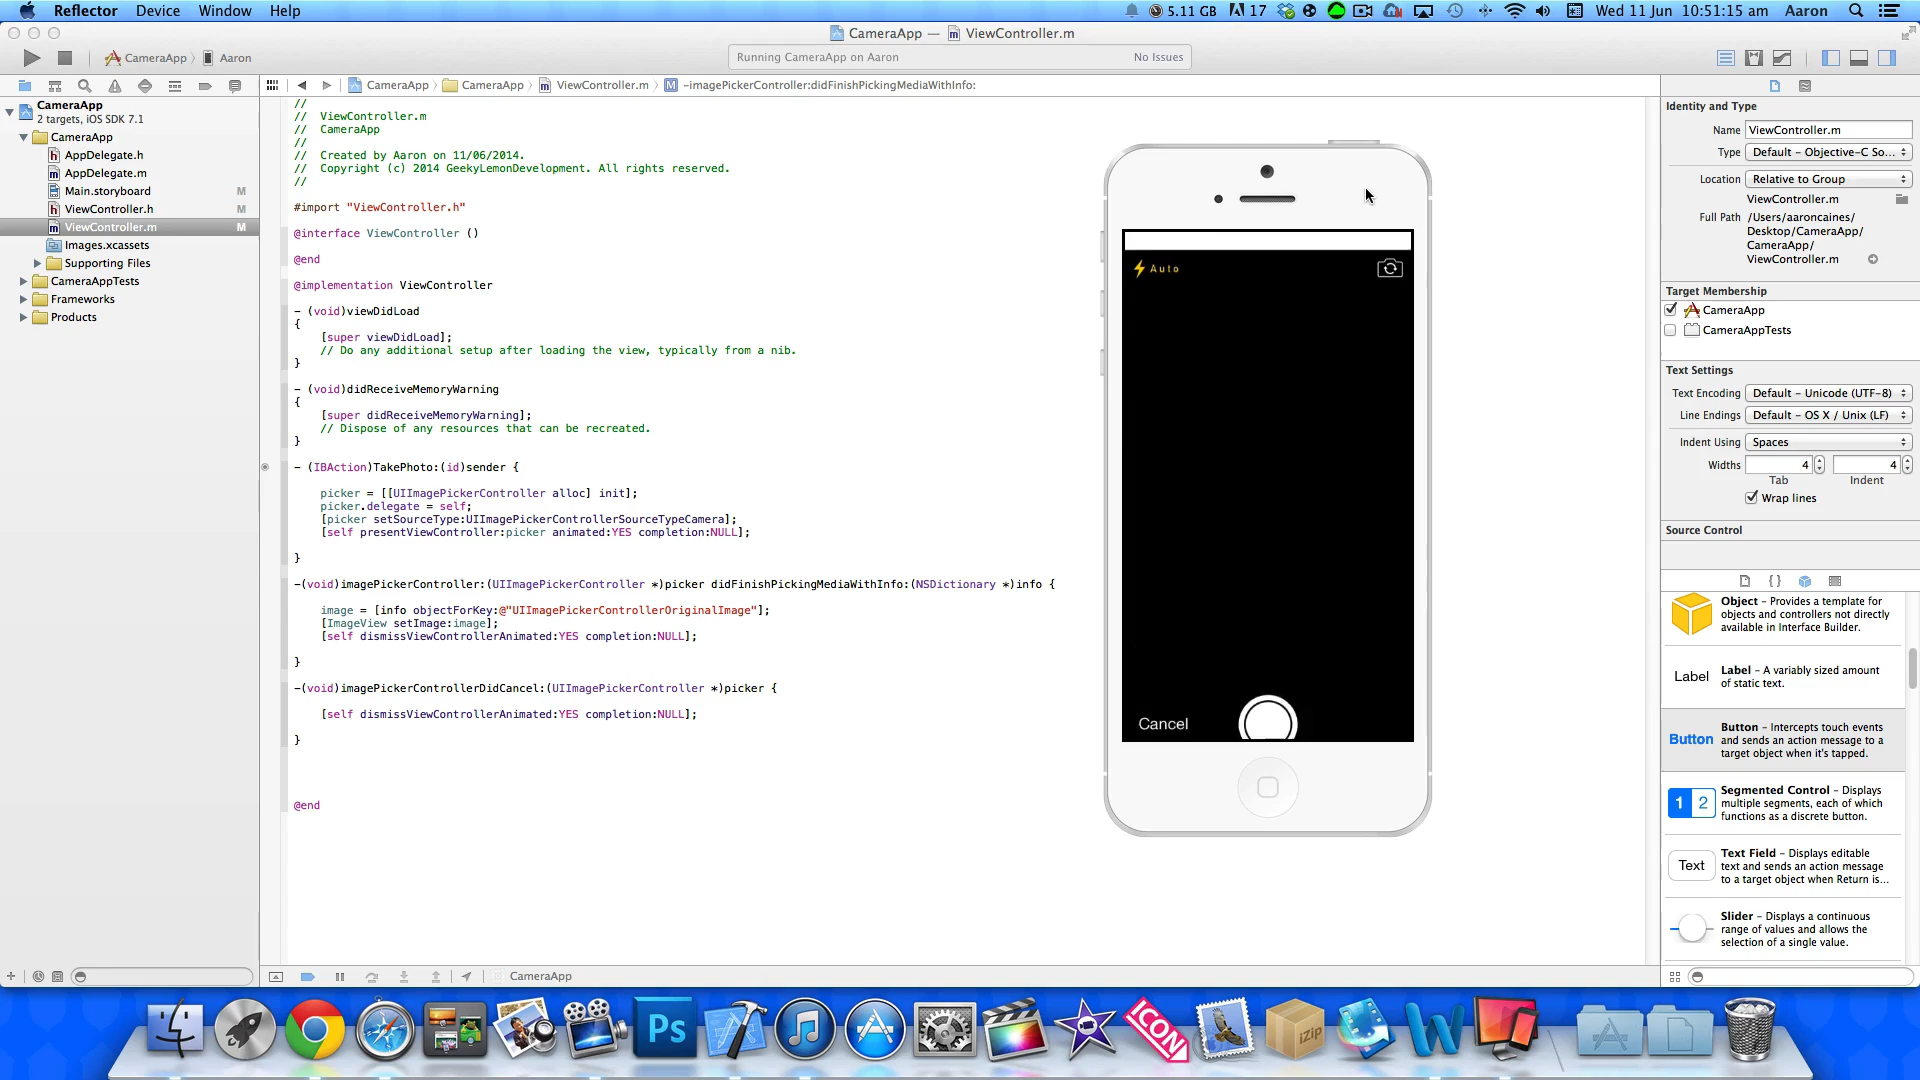 Reflector Device Window Help 5.11 GB 17 Wed 11 Jun 10:51:15 am Aaron
CameraApp — ViewController.m
CameraApp Aaron
Running CameraApp on Aaron No Issues
CameraApp CameraApp ViewController.m M -imagePickerController:didFinishPickingMediaWithInfo:
CameraApp
2 targets, iOS SDK 7.1
CameraApp
h AppDelegate.h
m AppDelegate.m
Main.storyboard M
h ViewController.h M
m ViewController.m M
Images.xcassets
Supporting Files
CameraAppTests
Frameworks
Products
//
// ViewController.m
// CameraApp
//
// Created by Aaron on 11/06/2014.
// Copyright (c) 2014 GeekyLemonDevelopment. All rights reserved.
//
#import "ViewController.h"
@interface ViewController ()
@end
@implementation ViewController
- (void)viewDidLoad
{
[super viewDidLoad];
// Do any additional setup after loading the view, typically from a nib.
}
- (void)didReceiveMemoryWarning
{
[super didReceiveMemoryWarning];
// Dispose of any resources that can be recreated.
}
- (IBAction)TakePhoto:(id)sender {
picker = [[UIImagePickerController alloc] init];
picker.delegate = self;
[picker setSourceType:UIImagePickerControllerSourceTypeCamera];
[self presentViewController:picker animated:YES completion:NULL];
}
-(void)imagePickerController:(UIImagePickerController *)picker didFinishPickingMediaWithInfo:(NSDictionary *)info {
image = [info objectForKey:@"UIImagePickerControllerOriginalImage"];
[ImageView setImage:image];
[self dismissViewControllerAnimated:YES completion:NULL];
}
-(void)imagePickerControllerDidCancel:(UIImagePickerController *)picker {
[self dismissViewControllerAnimated:YES completion:NULL];
}
@end
Auto
Cancel
Identity and Type
Name ViewController.m
Type Default - Objective-C So...
Location Relative to Group
ViewController.m
Full Path /Users/aaroncaines/
Desktop/CameraApp/
CameraApp/
ViewController.m
Target Membership
CameraApp
CameraAppTests
Text Settings
Text Encoding Default - Unicode (UTF-8)
Line Endings Default - OS X / Unix (LF)
Indent Using Spaces
Widths 4 4
Tab Indent
Wrap lines
Source Control
{ }
Object - Provides a template for
objects and controllers not directly
available in Interface Builder.
Label Label - A variably sized amount
of static text.
Button Button - Intercepts touch events
and sends an action message to a
target object when it's tapped.
1 2 Segmented Control - Displays
multiple segments, each of which
functions as a discrete button.
Text Text Field - Displays editable
text and sends an action message
to a target object when Return is...
Slider - Displays a continuous
range of values and allows the
selection of a single value.
CameraApp
Ps
ICON
iZip
W